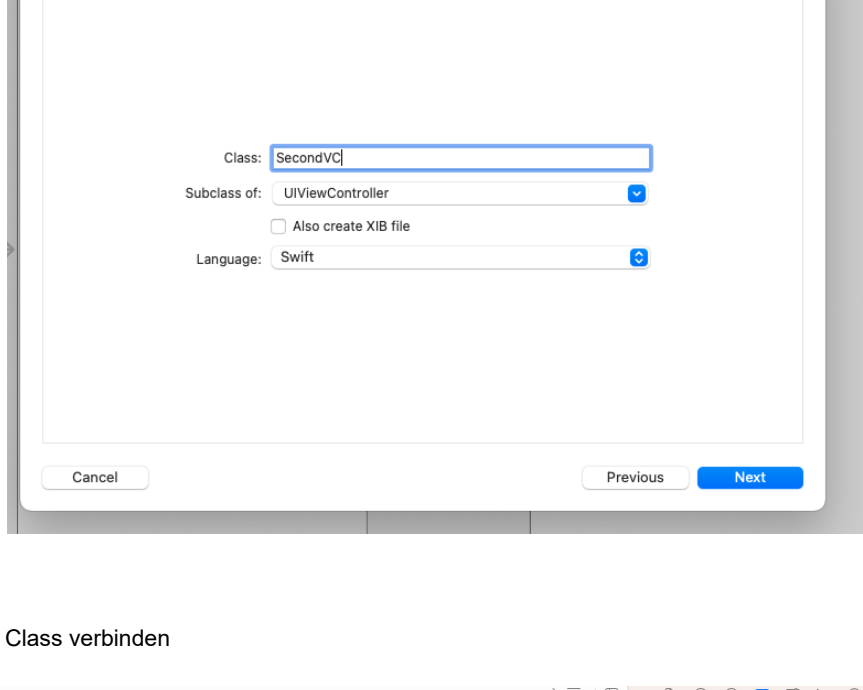 Class: SecondVC
Subclass of: UIViewController
Also create XIB file
Language: Swift
Cancel Previous Next
Class verbinden